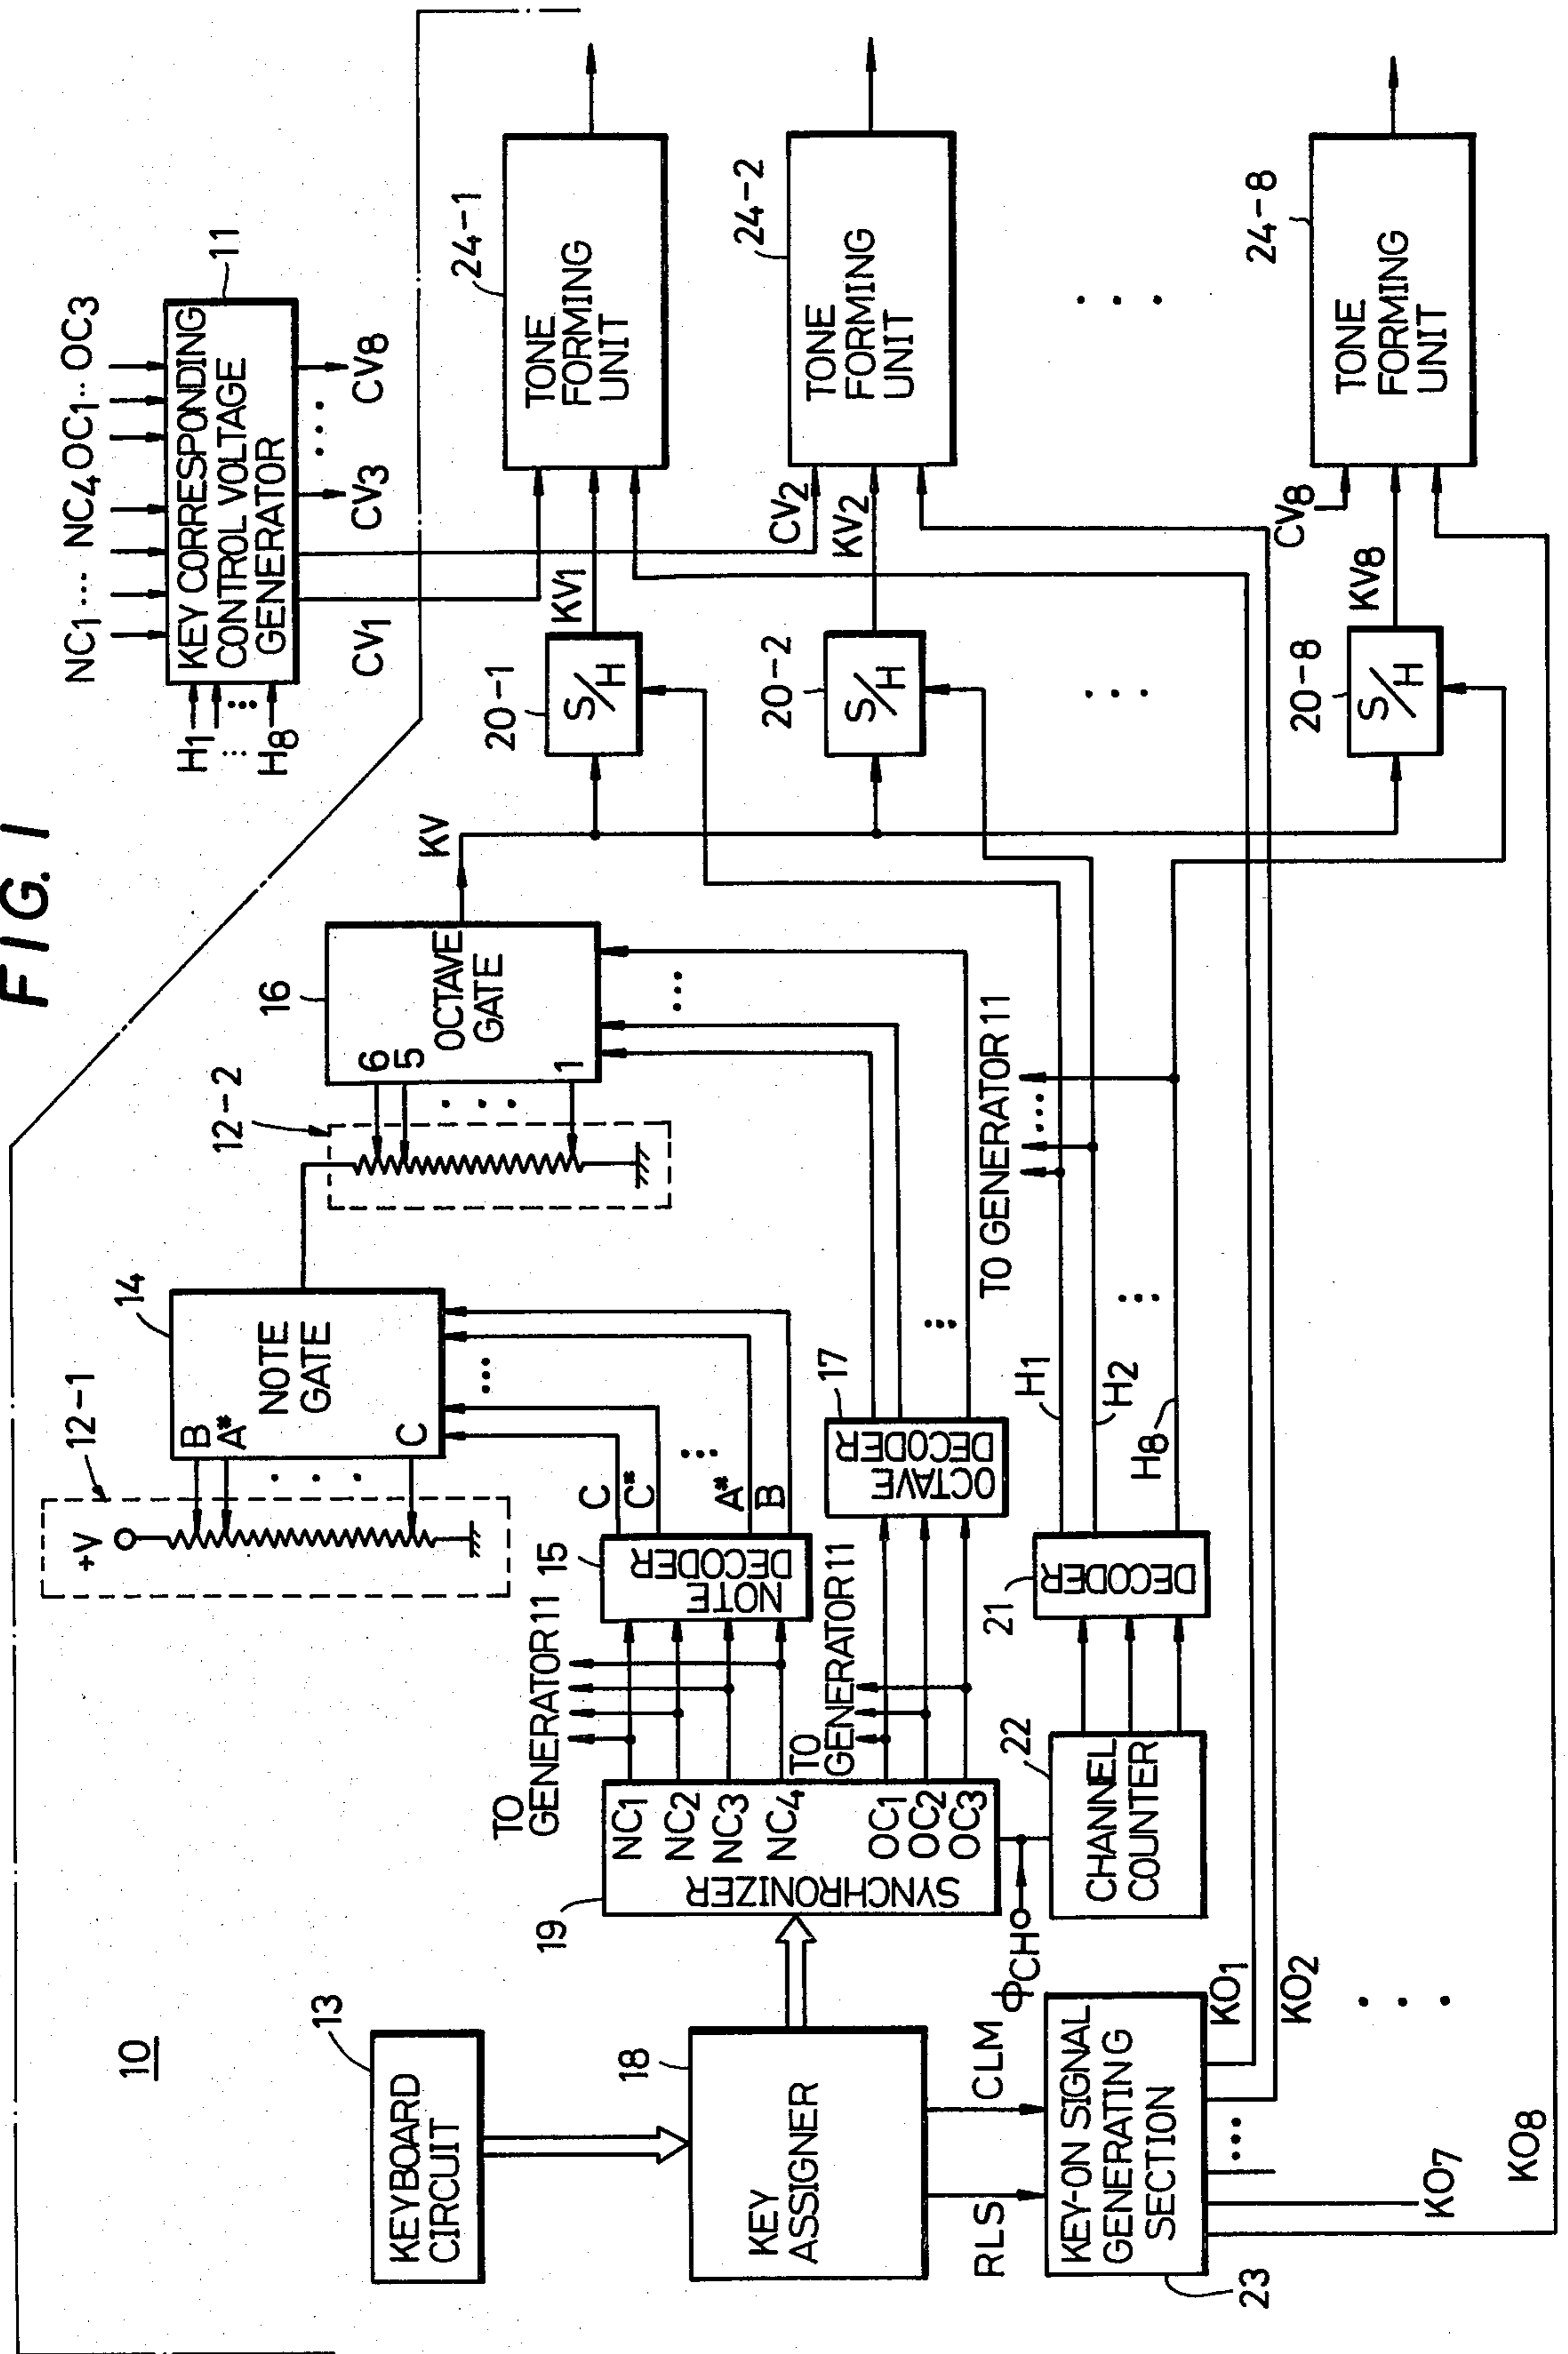 FIG. 1
10
NC1 ··· NC4 OC1 ·· OC3
H1
⋮
H8
KEY CORRESPONDING
CONTROL VOLTAGE
GENERATOR
11
CV1
CV3
···
CV8
13
KEYBOARD
CIRCUIT
18
KEY
ASSIGNER
RLS
CLM
23
KEY-ON SIGNAL
GENERATING
SECTION
KO1
KO2
KO7
KO8
19
SYNCHRONIZER
NC1
NC2
NC3
NC4
OC1
OC2
OC3
ΦCH
22
CHANNEL
COUNTER
TO
GENERATOR 11
TO
GENERATOR 11
15
NOTE
DECODER
C
C*
A*
B
12-1
+V
14
B
A*
C
NOTE
GATE
17
OCTAVE
DECODER
21
DECODER
H1
H2
H8
TO GENERATOR 11
12-2
16
6
5
1
OCTAVE
GATE
KV
20-1
S/H
KV1
24-1
TONE
FORMING
UNIT
20-2
S/H
CV2
KV2
24-2
TONE
FORMING
UNIT
20-8
S/H
CV8
KV8
24-8
TONE
FORMING
UNIT